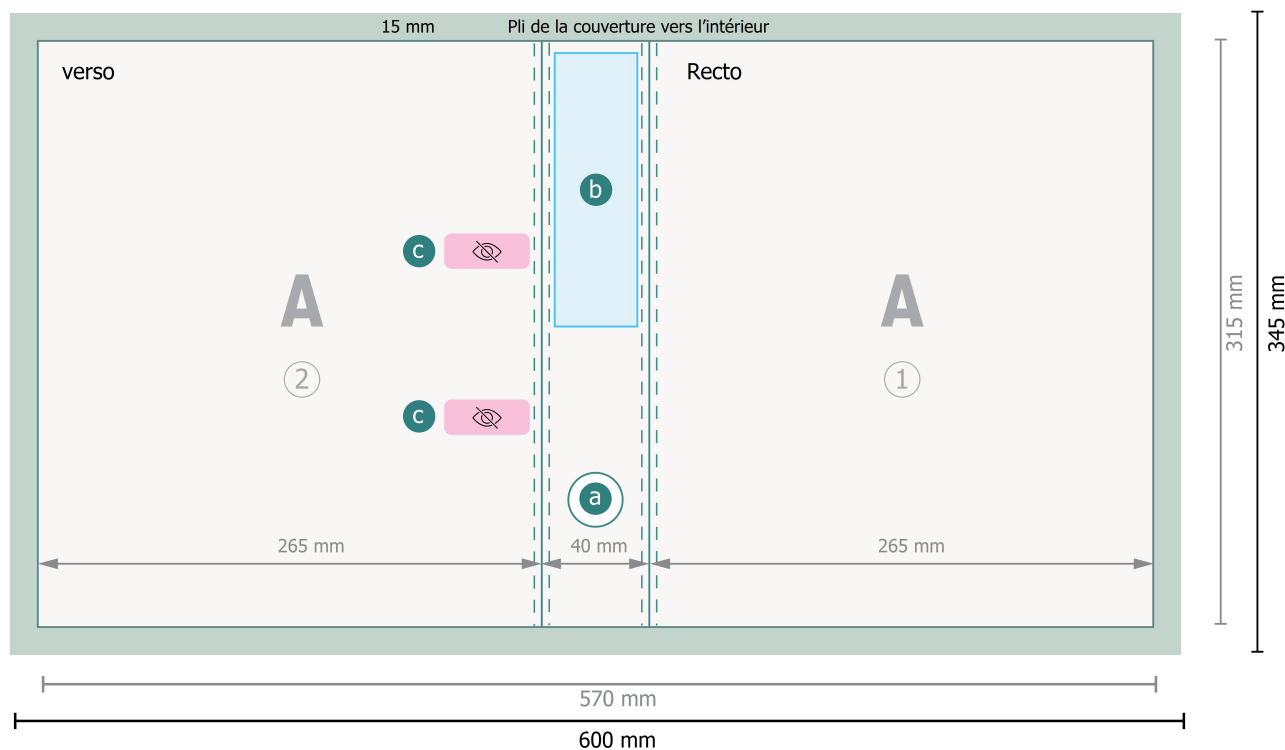 15 mm Pli de la couverture vers l’intérieur
verso
Recto
b
c
A
A
2
1
c
a
265 mm
40 mm
265 mm
315 mm
345 mm
570 mm
600 mm